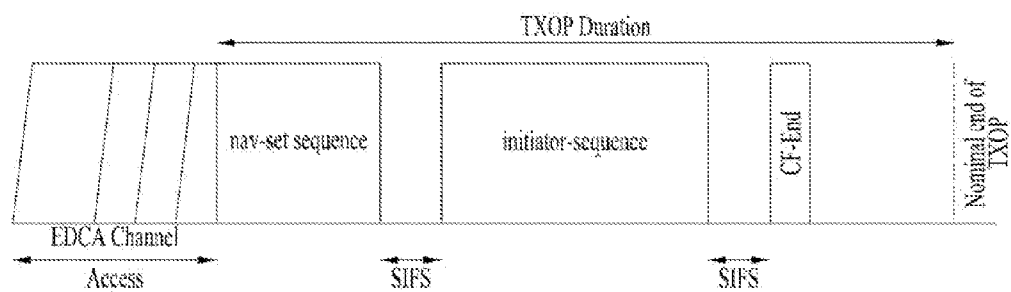 TXOP Duration
nav-set sequence
initiator-sequence
CF-End
Nominal end of
TXOP
EDCA Channel
Access
SIFS
SIFS